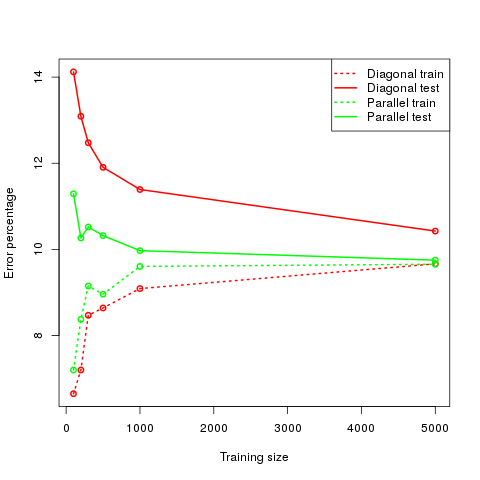 Diagonal train
Diagonal test
Parallel train
Parallel test
14
12
10
8
Error percentage
0 1000 2000 3000 4000 5000
Training size